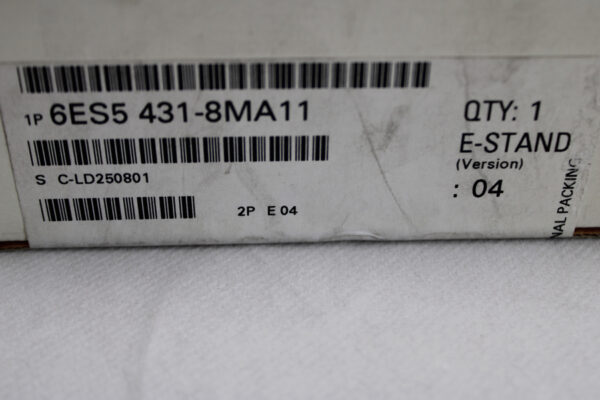 1P 6ES5 431-8MA11
QTY: 1
E-STAND
(Version)
: 04
S C-LD250801
2P E 04
NAL PACKING